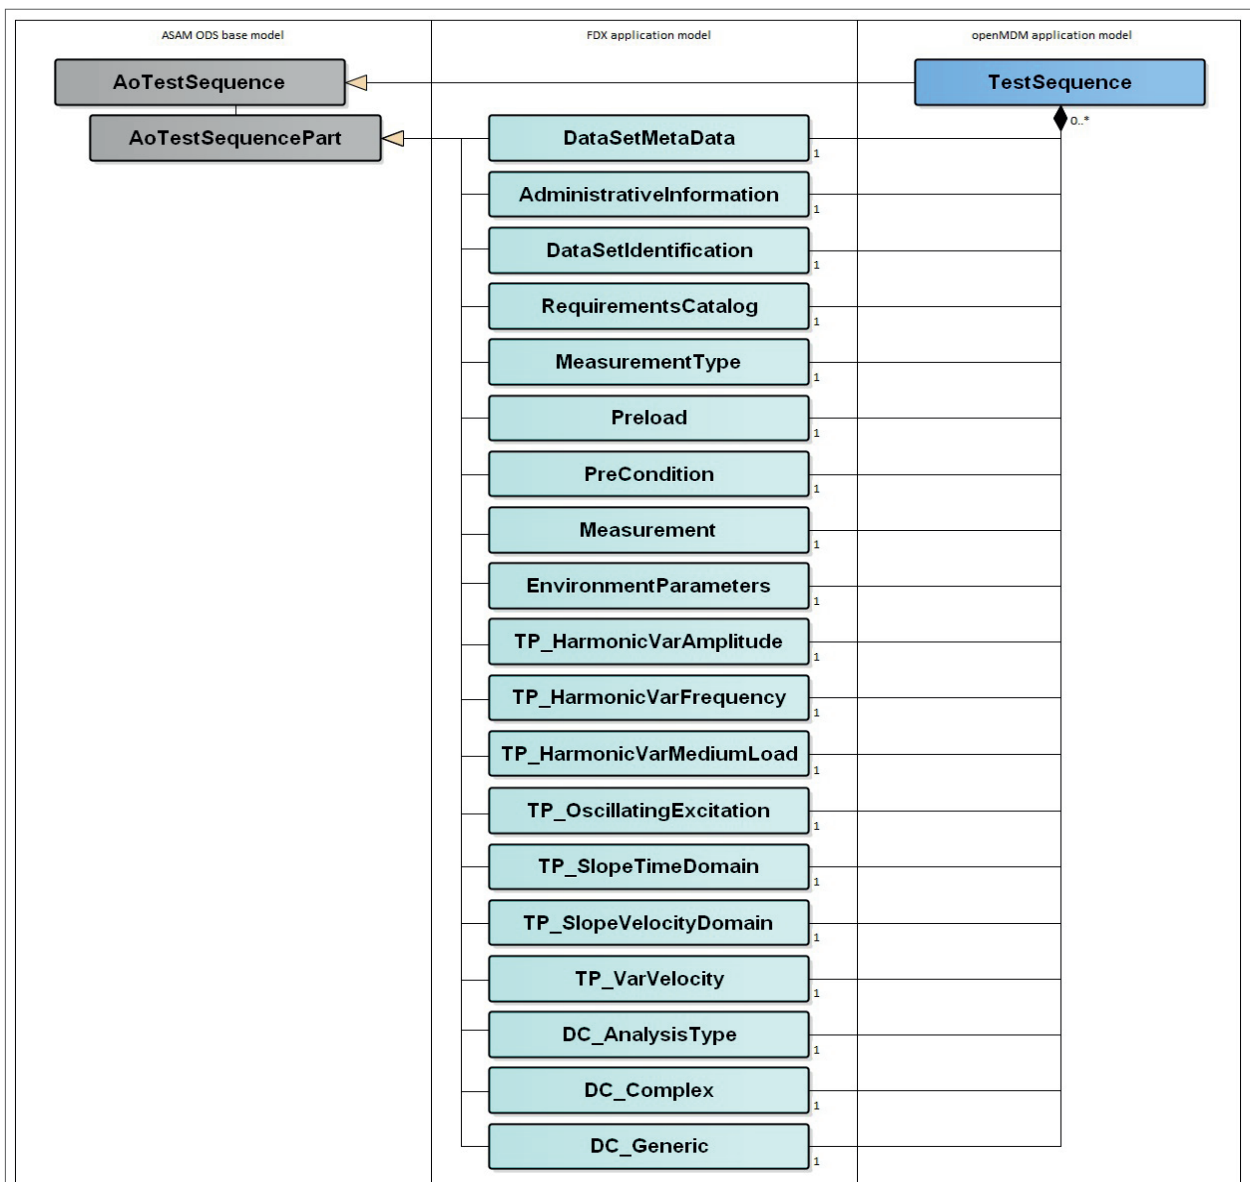 ASAM ODS base model
FDX application model
openMDM application model
AoTestSequence
TestSequence
AoTestSequencePart
0..*
DataSetMetaData
1
AdministrativeInformation
1
DataSetIdentification
1
RequirementsCatalog
1
MeasurementType
1
Preload
1
PreCondition
1
Measurement
1
EnvironmentParameters
1
TP_HarmonicVarAmplitude
1
TP_HarmonicVarFrequency
1
TP_HarmonicVarMediumLoad
1
TP_OscillatingExcitation
1
TP_SlopeTimeDomain
1
TP_SlopeVelocityDomain
1
TP_VarVelocity
1
DC_AnalysisType
1
DC_Complex
1
DC_Generic
1